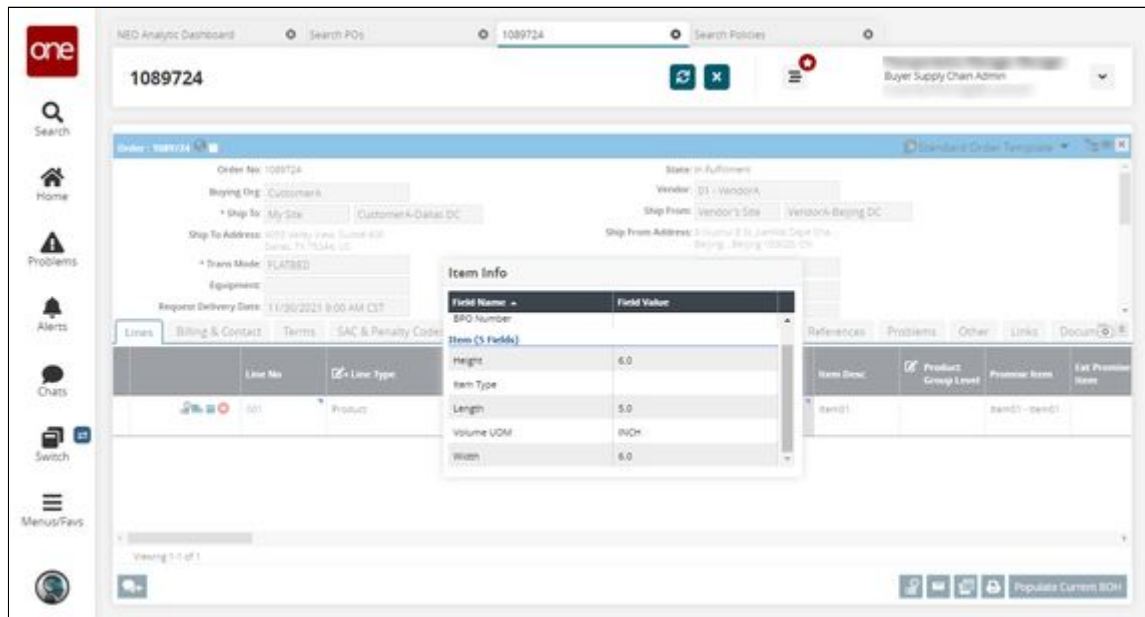 one
NEO Analytic Dashboard
Search POs
1089724
Search Policies
1089724
Buyer Supply Chain Admin
Search
Home
Problems
Alerts
Chats
Switch
Menus/Favs
Order : 1089724
Standard Order Template
Order No: 1089724
State: In Fulfillment
Buying Org: CustomerA
Vendor: 01 - VendorA
* Ship To: My Site CustomerA-Dallas DC
Ship From: Vendor's Site VendorA-Beijing DC
Ship To Address:
Ship From Address:
* Trans Mode: FLATBED
Equipment:
Request Delivery Date: 11/30/2021 9:00 AM CST
Lines Billing & Contact Terms SAC & Penalty Codes
References Problems Other Links
Line No
Line Type
Item Desc
Product Group Level
Promise Item
Ext Promise Item
001
Product
Item01
Item01 - Item01
Item Info
Field Name Field Value
BPO Number
Item (5 Fields)
Height 6.0
Item Type
Length 5.0
Volume UOM INCH
Width 6.0
Viewing 1-1 of 1
Populate Current BOH